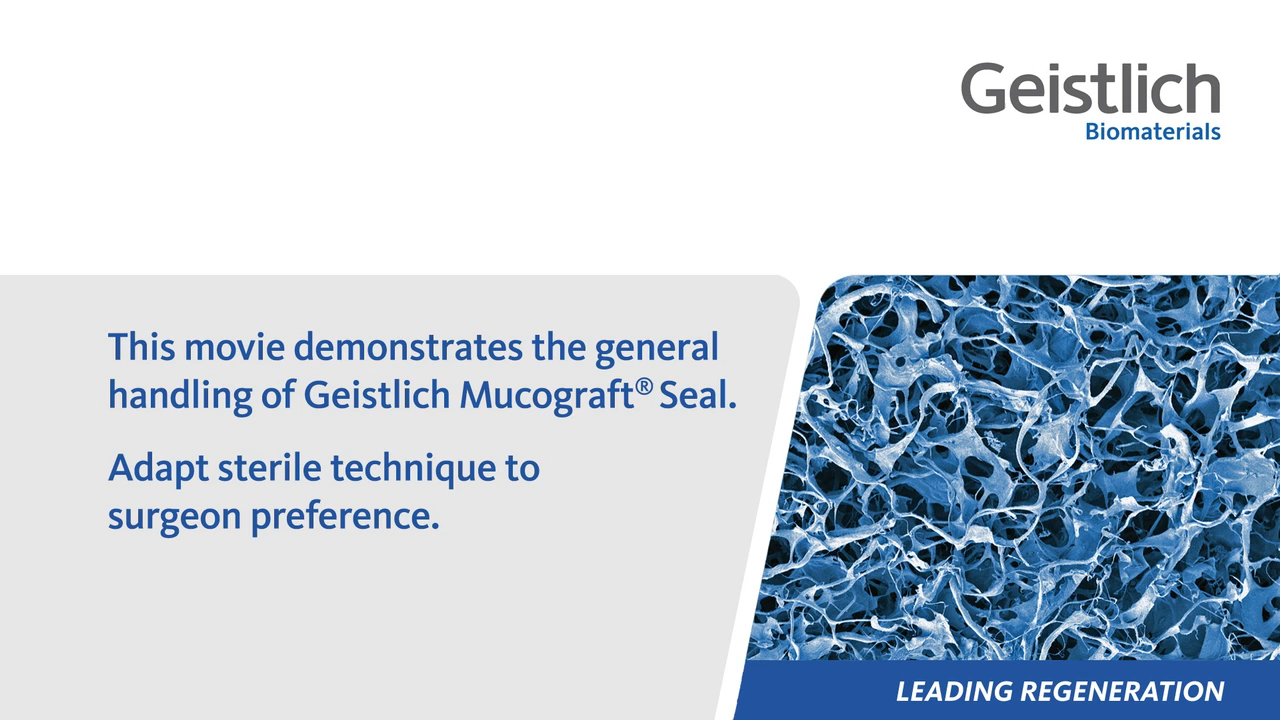 Geistlich
Biomaterials
This movie demonstrates the general
handling of Geistlich Mucograft® Seal.
Adapt sterile technique to
surgeon preference.
LEADING REGENERATION